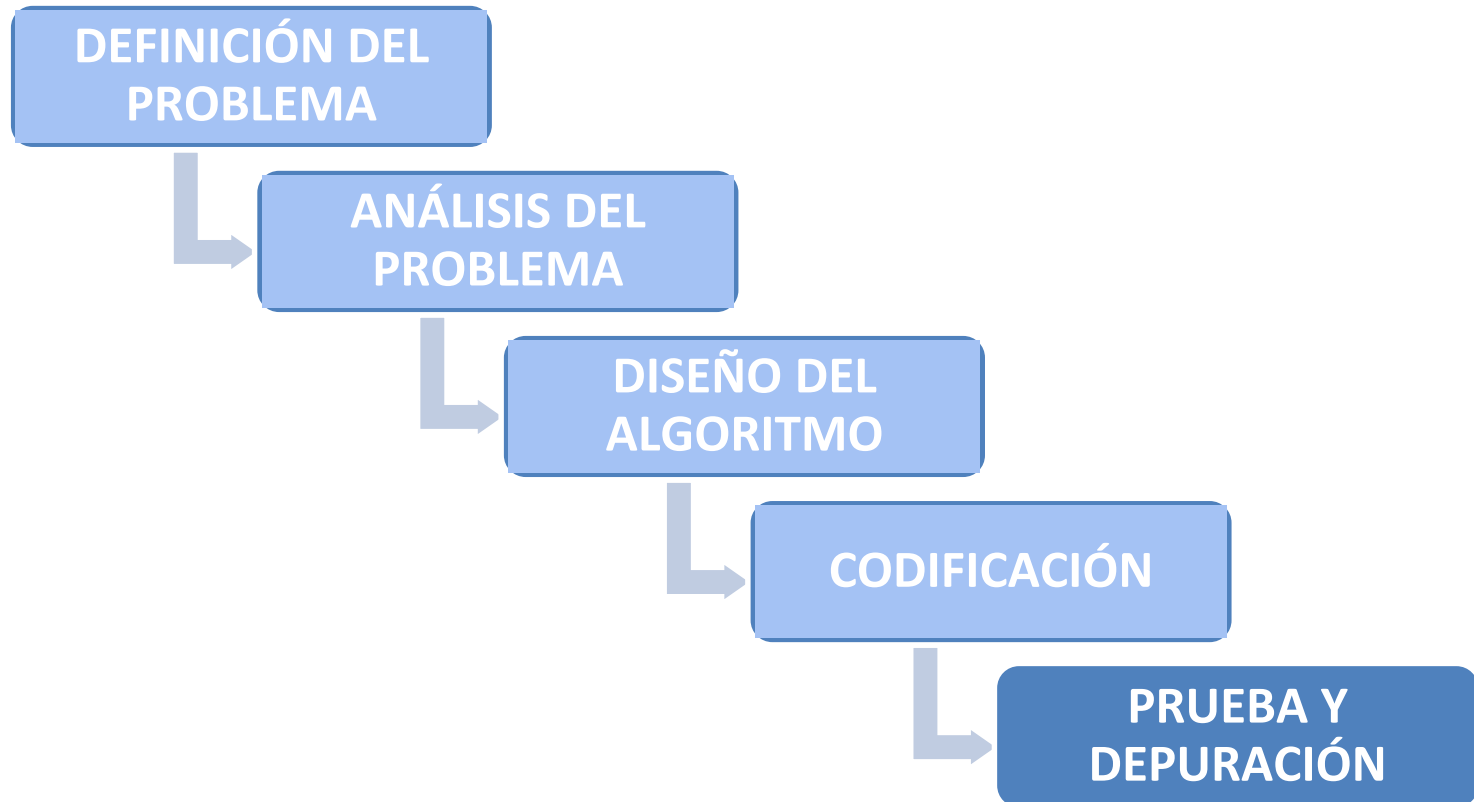 DEFINICIÓN DEL
PROBLEMA
ANÁLISIS DEL
PROBLEMA
DISEÑO DEL
ALGORITMO
CODIFICACIÓN
PRUEBA Y
DEPURACIÓN